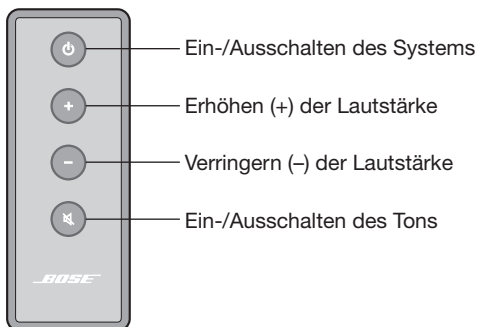 Ein-/Ausschalten des Systems
+
Erhöhen (+) der Lautstärke
–
Verringern (–) der Lautstärke
Ein-/Ausschalten des Tons
BOSE